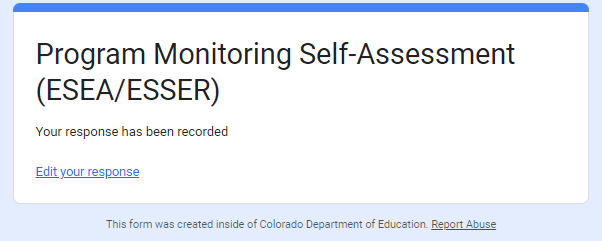 Program Monitoring Self-Assessment
(ESEA/ESSER)
Your response has been recorded
Edit your response
This form was created inside of Colorado Department of Education. Report Abuse